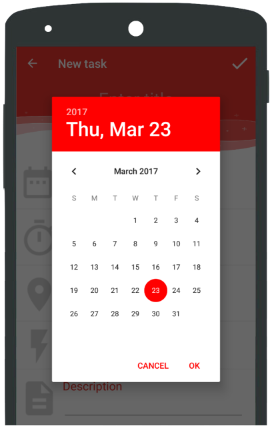 New task
Enter title
2017
Thu, Mar 23
March 2017
S M T W T F S
1 2 3 4
5 6 7 8 9 10 11
12 13 14 15 16 17 18
19 20 21 22 23 24 25
26 27 28 29 30 31
CANCEL OK
Description